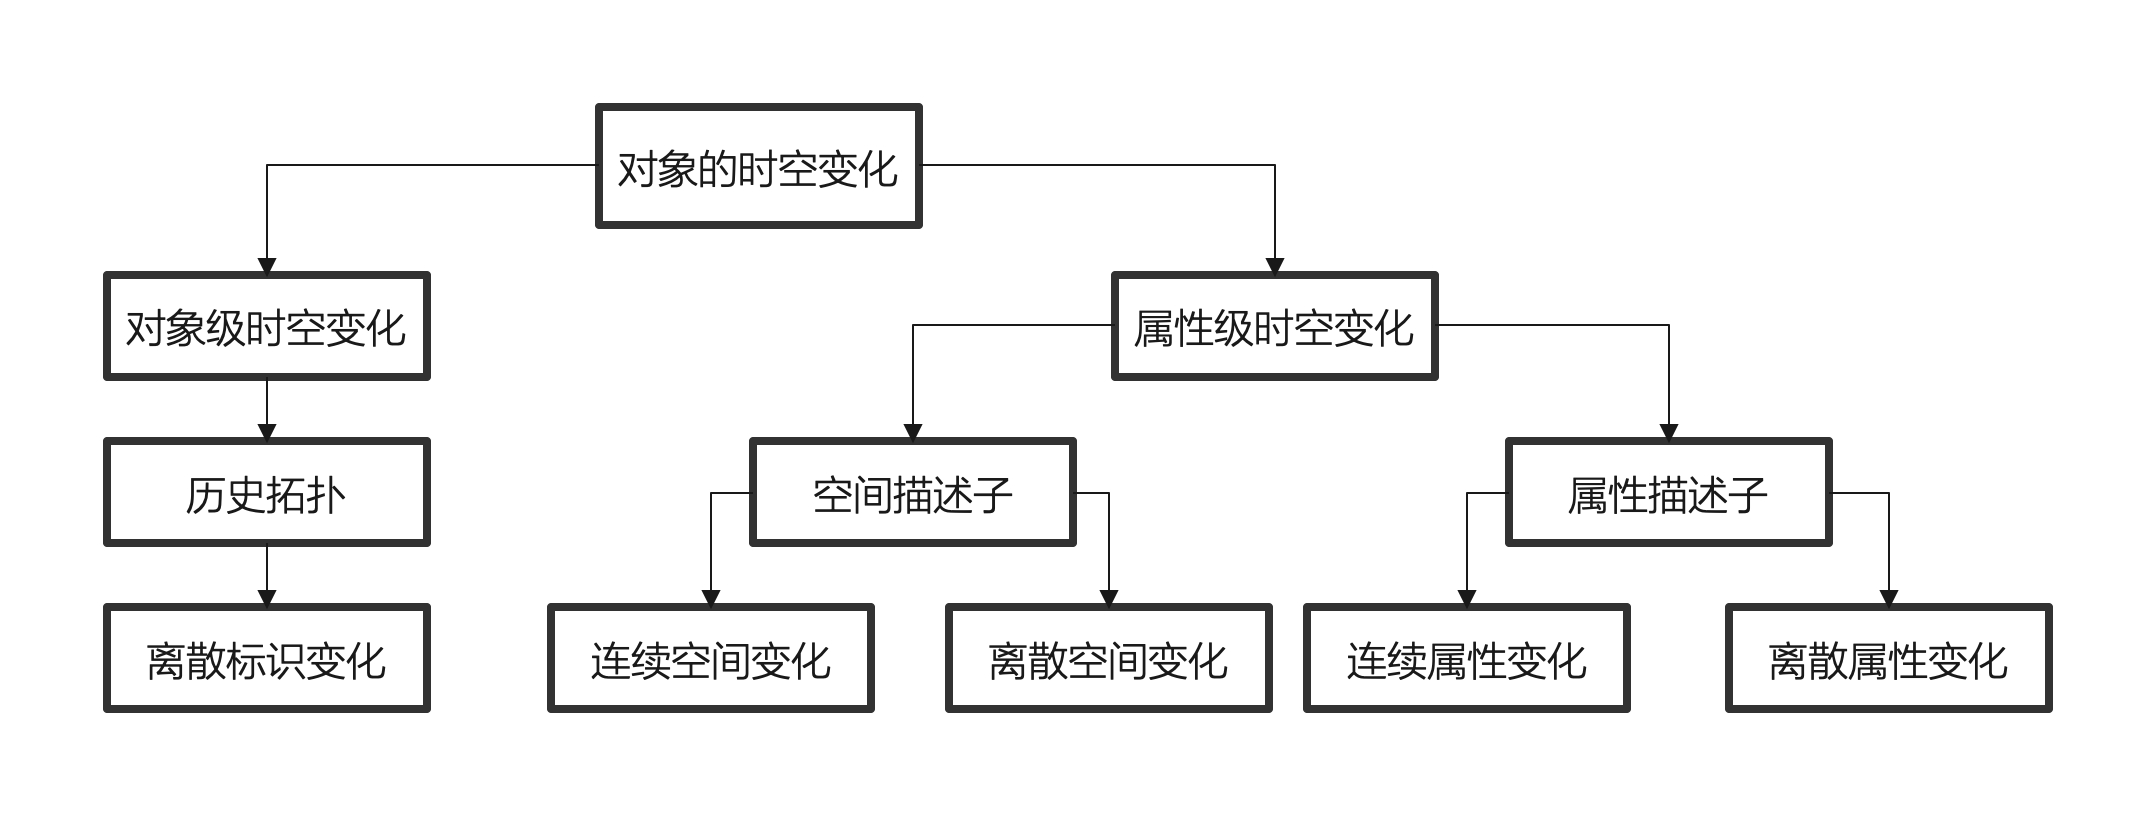 对象的时空变化
对象级时空变化
属性级时空变化
历史拓扑
空间描述子
属性描述子
离散标识变化
连续空间变化
离散空间变化
连续属性变化
离散属性变化